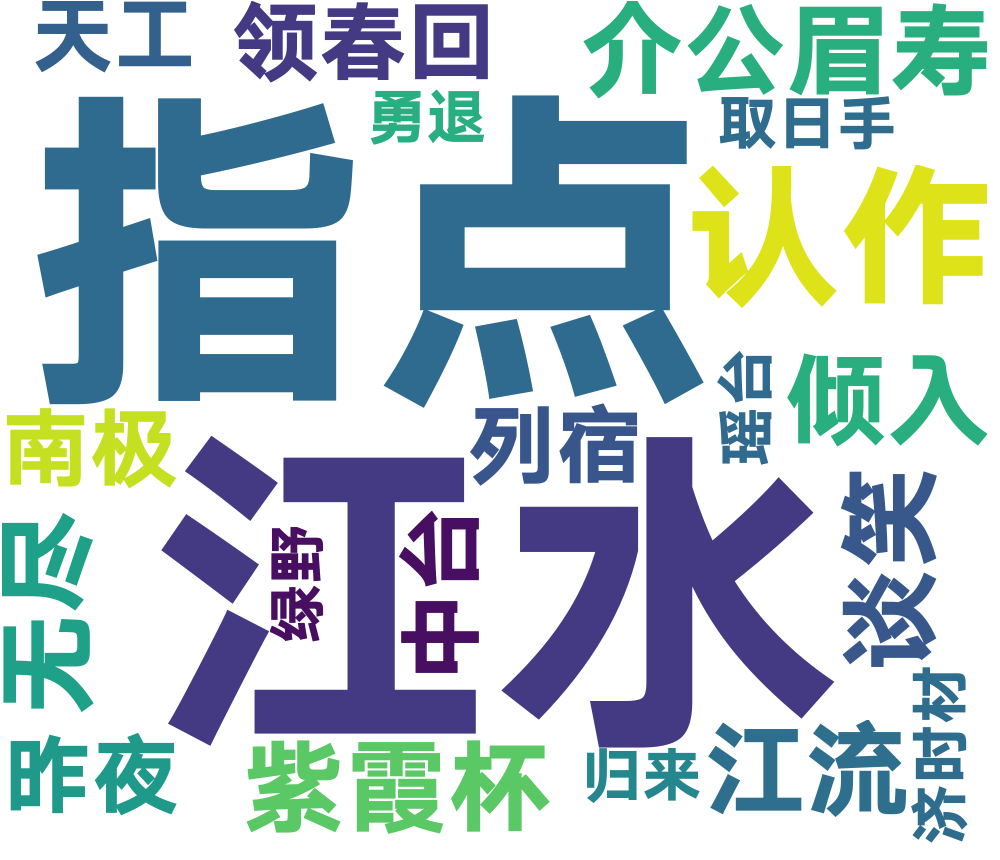 天工
领春回
介公眉寿
勇退
取日手
指点
认作
瑶台
倾入
南极
列宿
江水
绿野
中台
谈笑
无尽
昨夜
紫霞杯
归来
江流
济时材